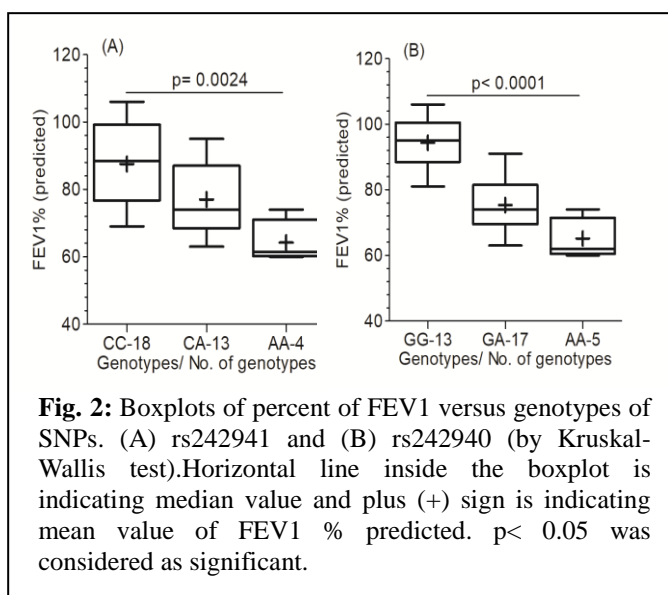 (A)
p= 0.0024
FEV1% (predicted)
120
100
80
60
40
CC-18 CA-13 AA-4
Genotypes/ No. of genotypes
(B)
p< 0.0001
FEV1% (predicted)
120
100
80
60
40
GG-13 GA-17 AA-5
Genotypes/ No. of genotypes
Fig. 2: Boxplots of percent of FEV1 versus genotypes of
SNPs. (A) rs242941 and (B) rs242940 (by Kruskal-
Wallis test).Horizontal line inside the boxplot is
indicating median value and plus (+) sign is indicating
mean value of FEV1 % predicted. p< 0.05 was
considered as significant.